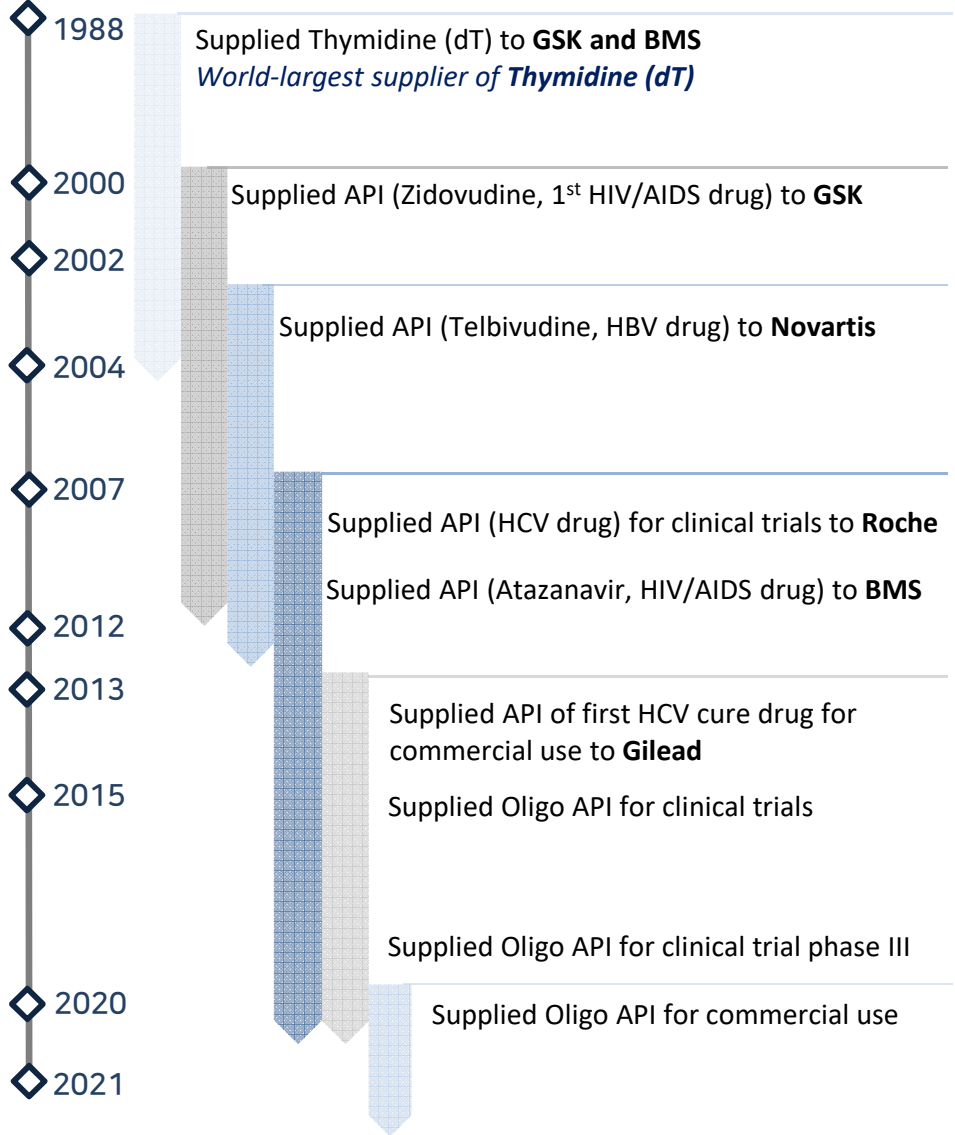 1988
Supplied Thymidine (dT) to GSK and BMS
World-largest supplier of Thymidine (dT)
2000
Supplied API (Zidovudine, 1st HIV/AIDS drug) to GSK
2002
Supplied API (Telbivudine, HBV drug) to Novartis
2004
2007
Supplied API (HCV drug) for clinical trials to Roche
Supplied API (Atazanavir, HIV/AIDS drug) to BMS
2012
2013
Supplied API of first HCV cure drug for
commercial use to Gilead
2015
Supplied Oligo API for clinical trials
Supplied Oligo API for clinical trial phase III
2020
Supplied Oligo API for commercial use
2021